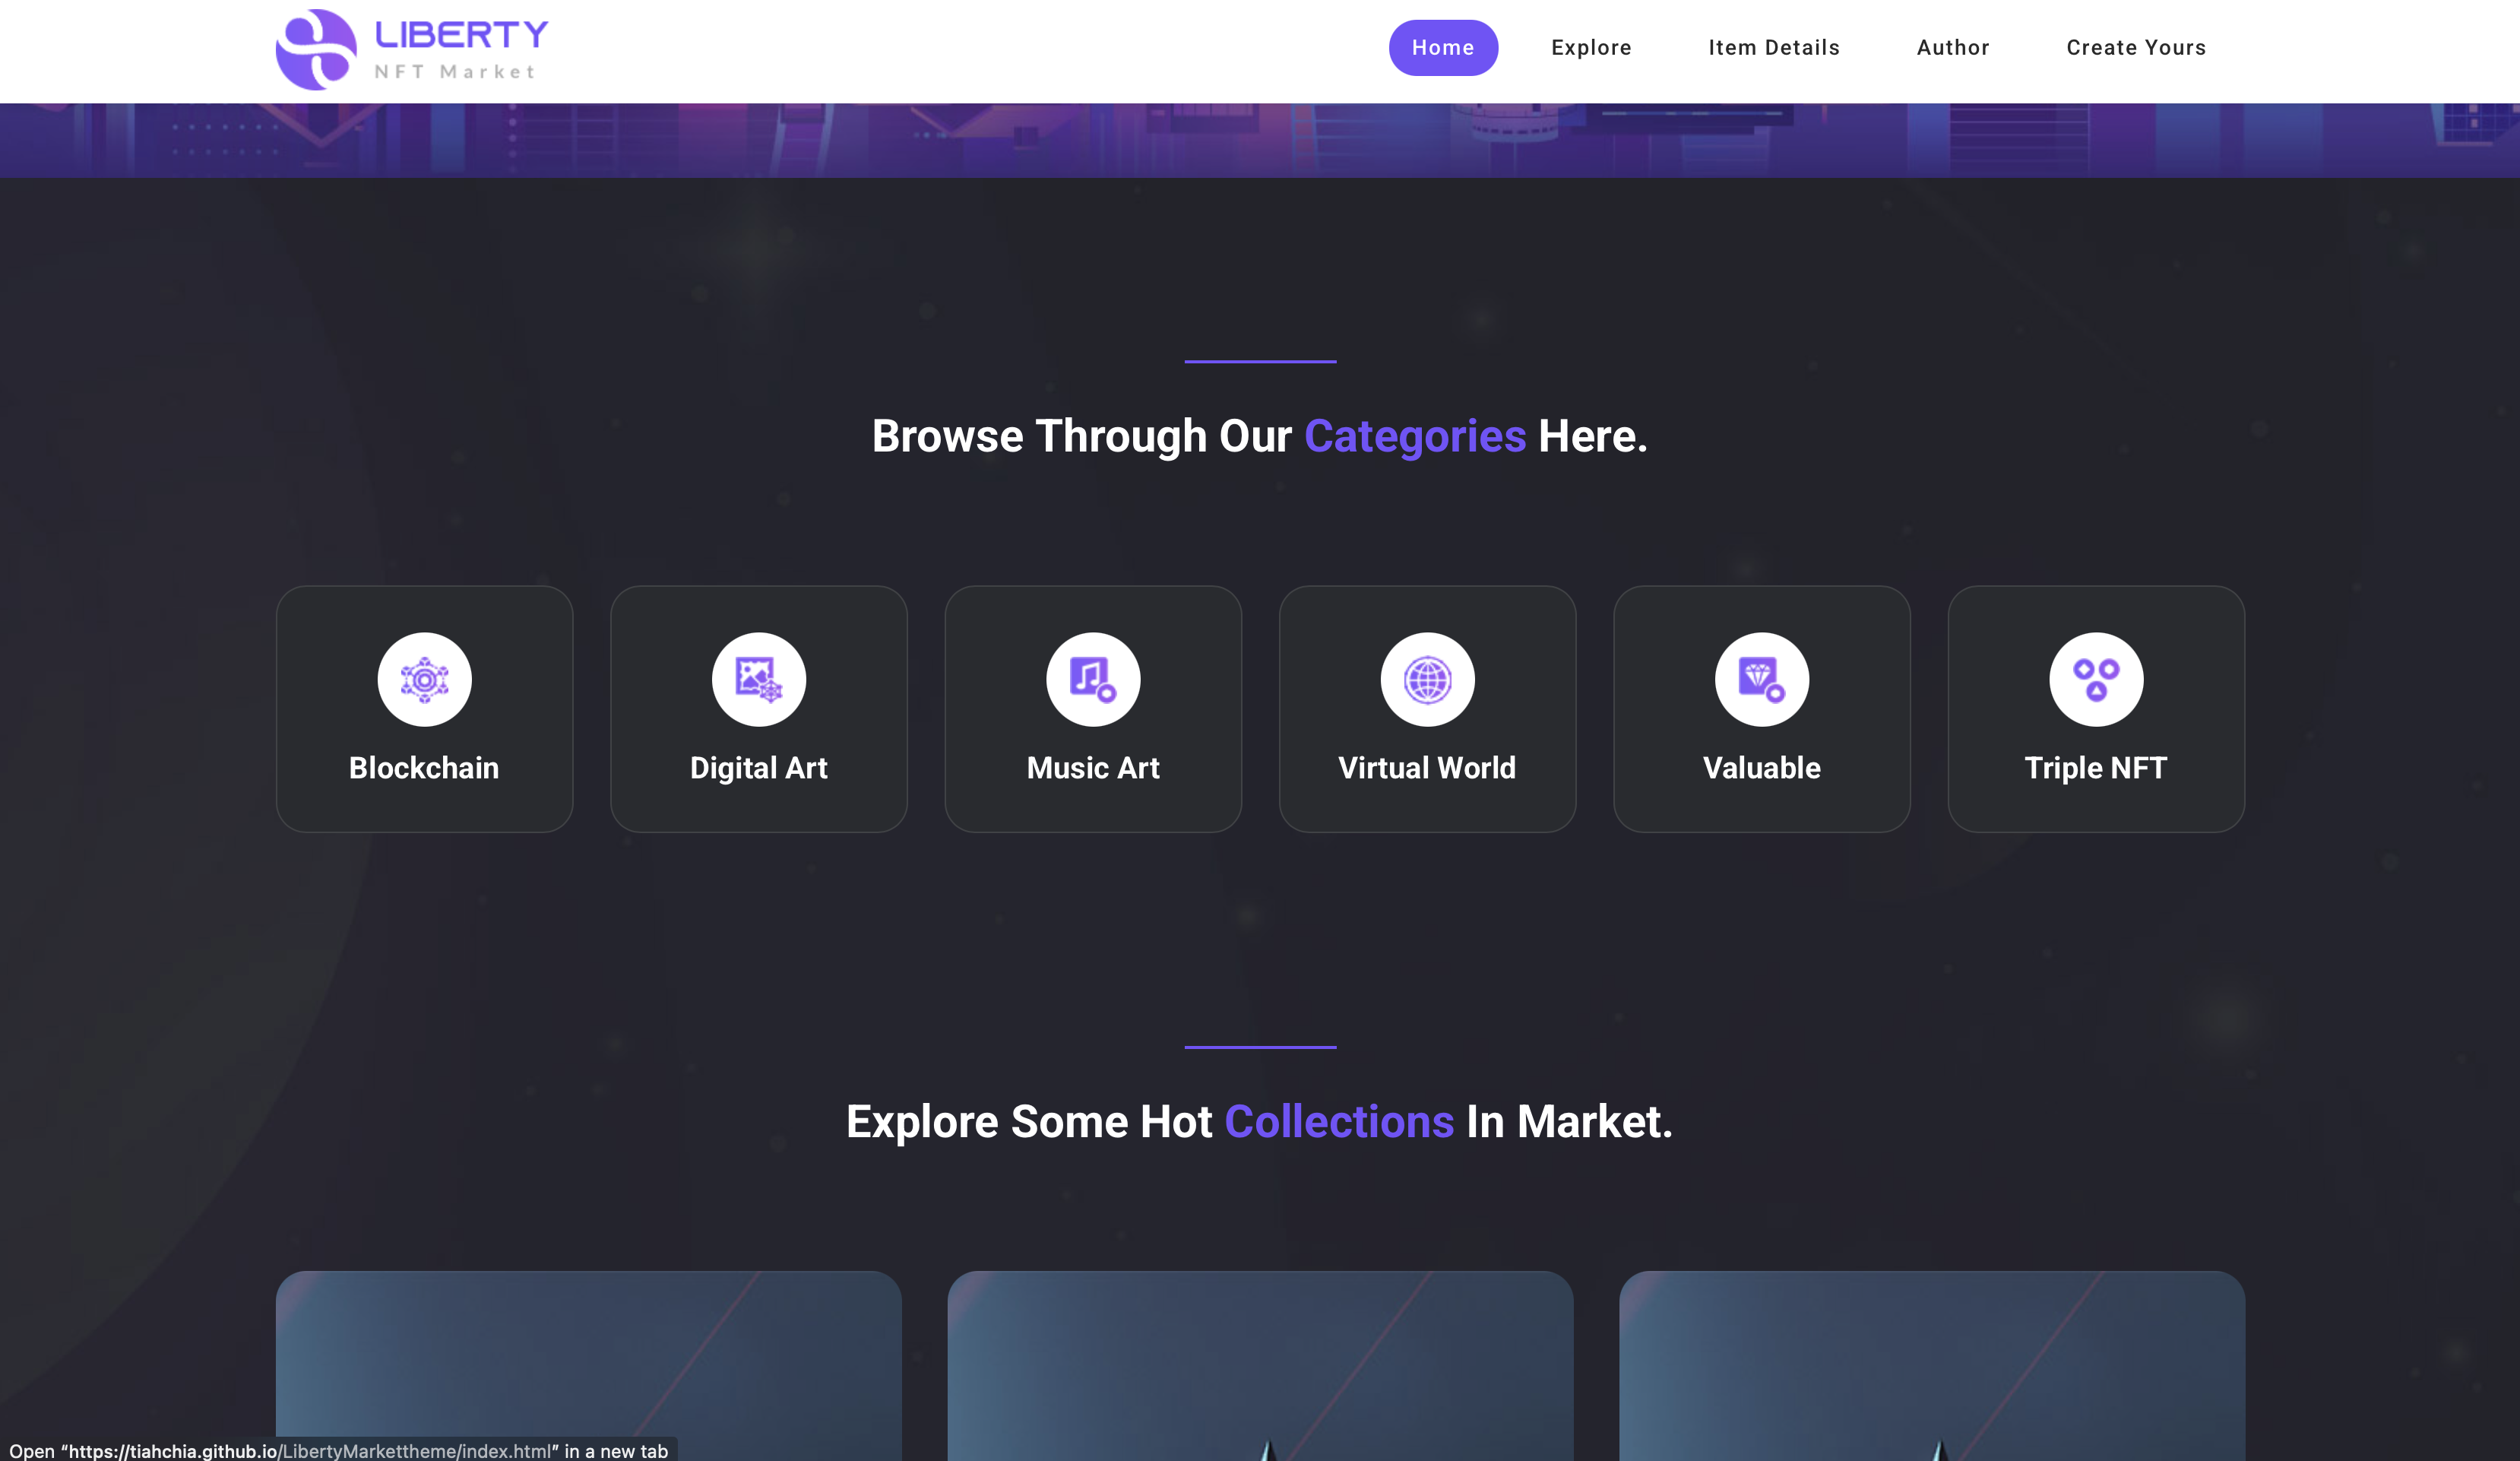 LIBERTY
NFT Market
Home Explore Item Details Author Create Yours
Browse Through Our Categories Here.
Blockchain Digital Art Music Art Virtual World Valuable Triple NFT
Explore Some Hot Collections In Market.
Open “https://tiahchia.github.io/LibertyMarkettheme/index.html” in a new tab